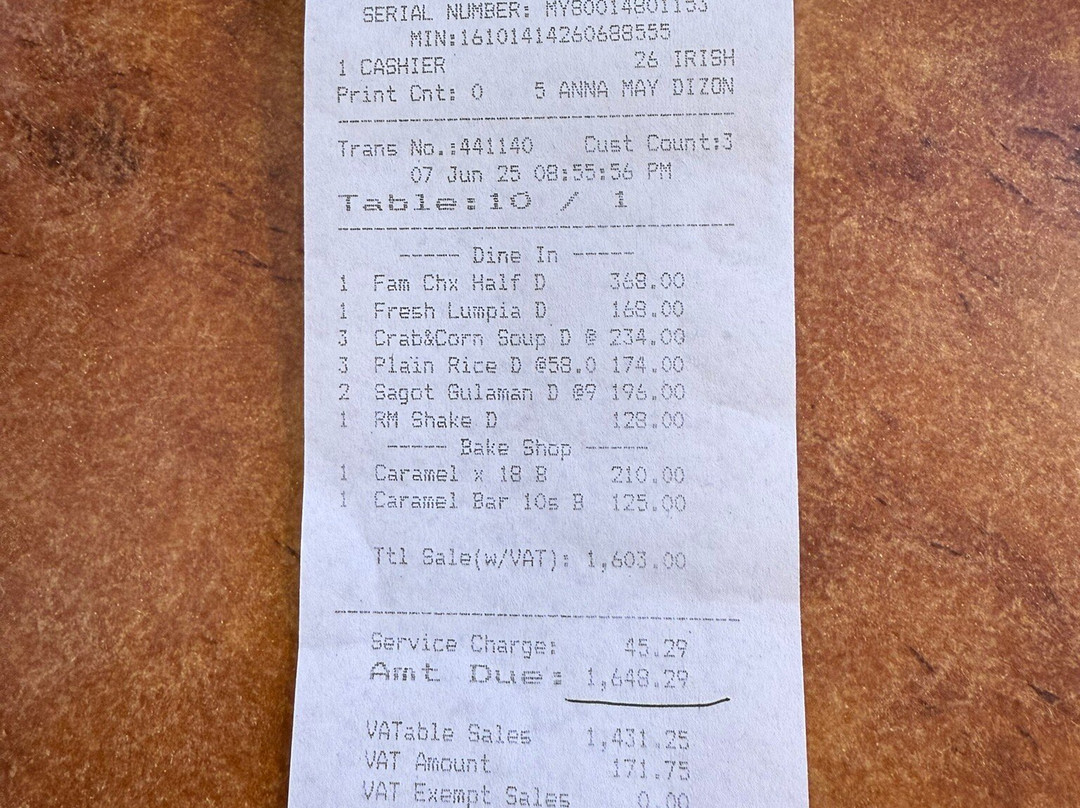 SERIAL NUMBER: MY80014801153
MIN:16101414260688555
1 CASHIER 26 IRISH
Print Cnt: 0 5 ANNA MAY DIZON
Trans No.:441140 Cust Count:3
07 Jun 25 08:55:56 PM
Table:10 / 1
----- Dine In -----
1 Fam Chx Half D 368.00
1 Fresh Lumpia D 168.00
3 Crab&Corn Soup D @ 234.00
3 Plain Rice D @58.0 174.00
2 Sagot Gulaman D @9 196.00
1 RM Shake D 128.00
----- Bake Shop -----
1 Caramel x 18 B 210.00
1 Caramel Bar 10s B 125.00
Ttl Sale(w/VAT): 1,603.00
Service Charge: 45.29
Amt Due: 1,648.29
VATable Sales 1,431.25
VAT Amount 171.75
VAT Exempt Sales 0.00